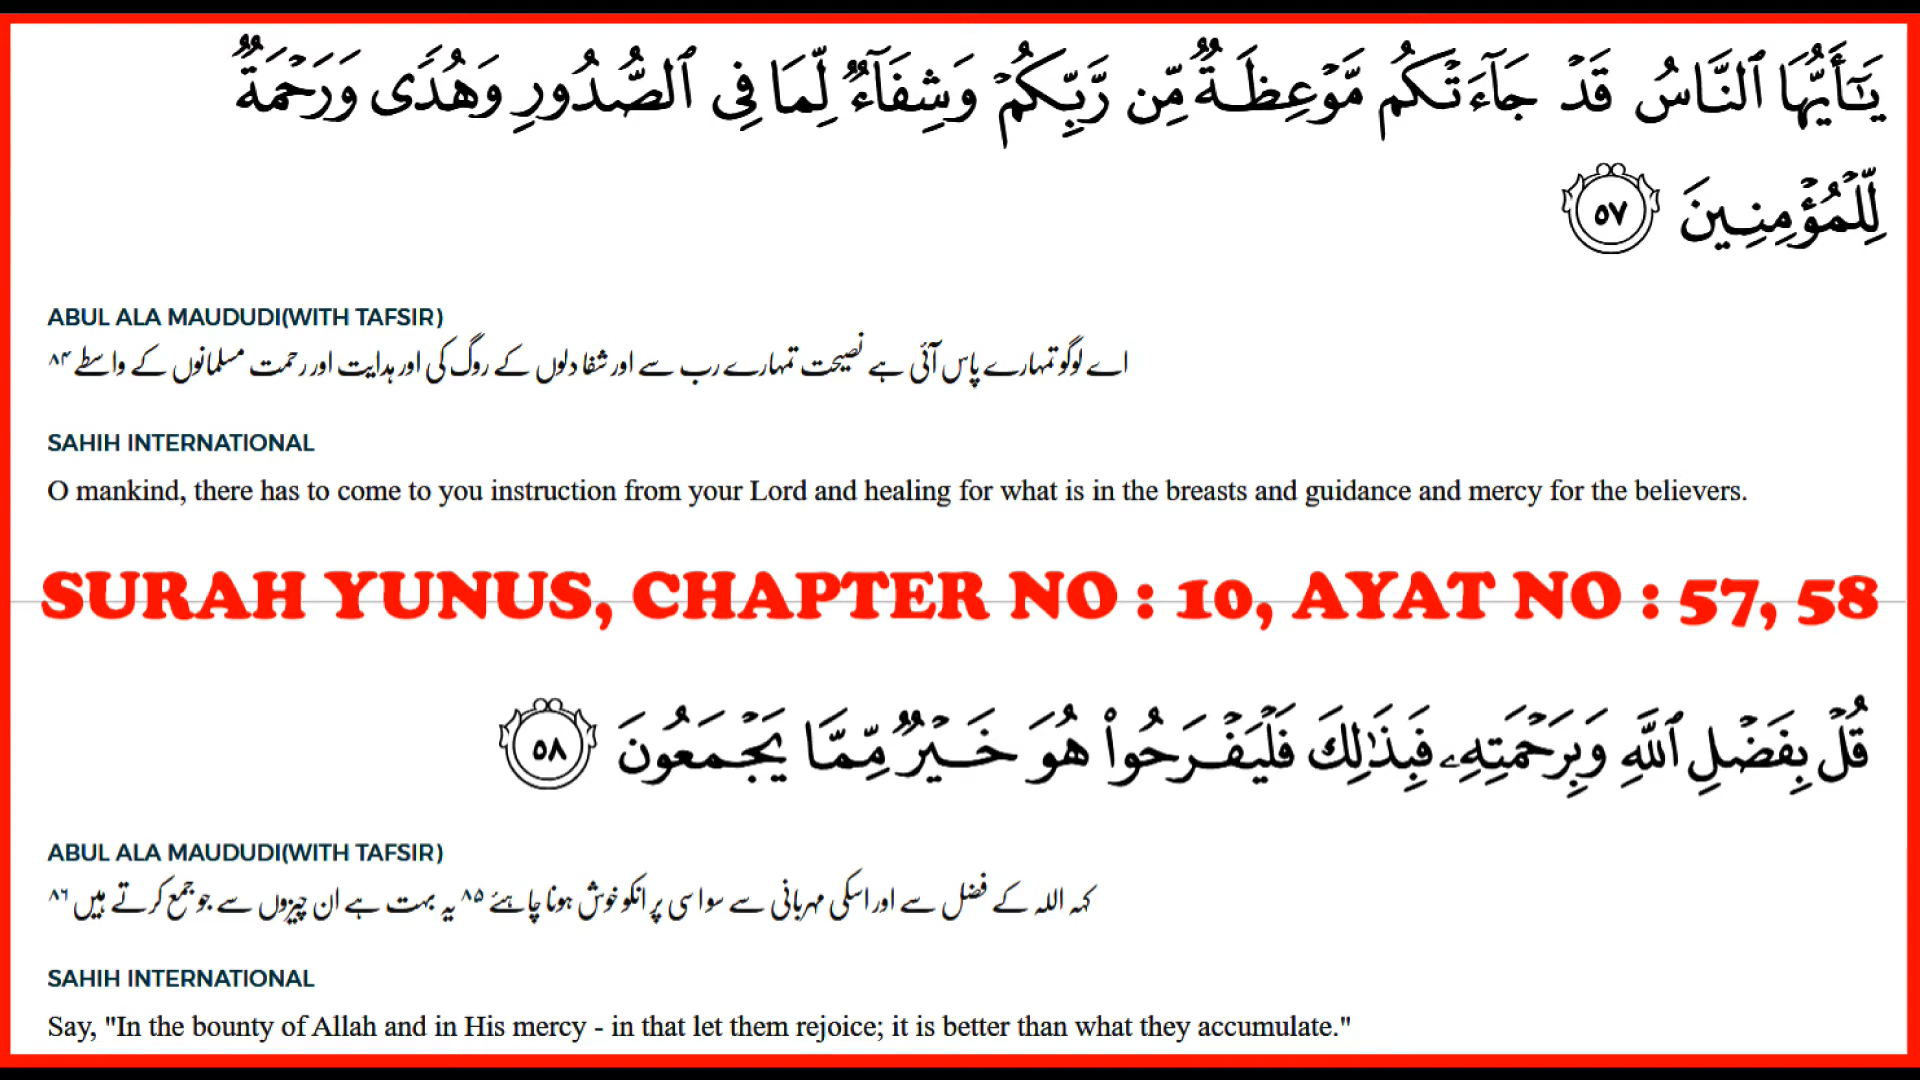 يَـٰٓأَيُّهَا ٱلنَّاسُ قَدْ جَآءَتْكُم مَّوْعِظَةٌ مِّن رَّبِّكُمْ وَشِفَآءٌ لِّمَا فِى ٱلصُّدُورِ وَهُدًى وَرَحْمَةٌ
لِّلْمُؤْمِنِينَ ٥٧
ABUL ALA MAUDUDI(WITH TAFSIR)
اے لوگو تمہارے پاس آئی ہے نصیحت تمہارے رب سے اور شفا دلوں کے روگ کی اور ہدایت اور رحمت مسلمانوں کے واسطے ۸۴
SAHIH INTERNATIONAL
O mankind, there has to come to you instruction from your Lord and healing for what is in the breasts and guidance and mercy for the believers.
SURAH YUNUS, CHAPTER NO : 10, AYAT NO : 57, 58
قُلْ بِفَضْلِ ٱللَّهِ وَبِرَحْمَتِهِۦ فَبِذَٰلِكَ فَلْيَفْرَحُوا۟ هُوَ خَيْرٌ مِّمَّا يَجْمَعُونَ ٥٨
ABUL ALA MAUDUDI(WITH TAFSIR)
کہہ اللہ کے فضل سے اور اسکی مہربانی سے سو اسی پر انکو خوش ہونا چاہئے ۸۵ یہ بہت ہے ان چیزوں سے جو جمع کرتے ہیں ۸۶
SAHIH INTERNATIONAL
Say, "In the bounty of Allah and in His mercy - in that let them rejoice; it is better than what they accumulate."